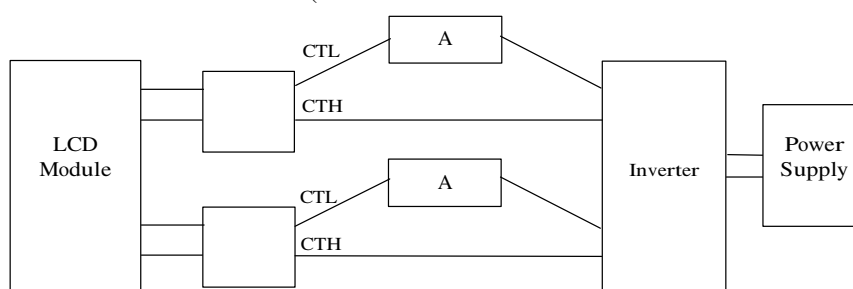 (
CTL
A
CTH
LCD
Module
Inverter
Power
Supply
CTL
A
CTH